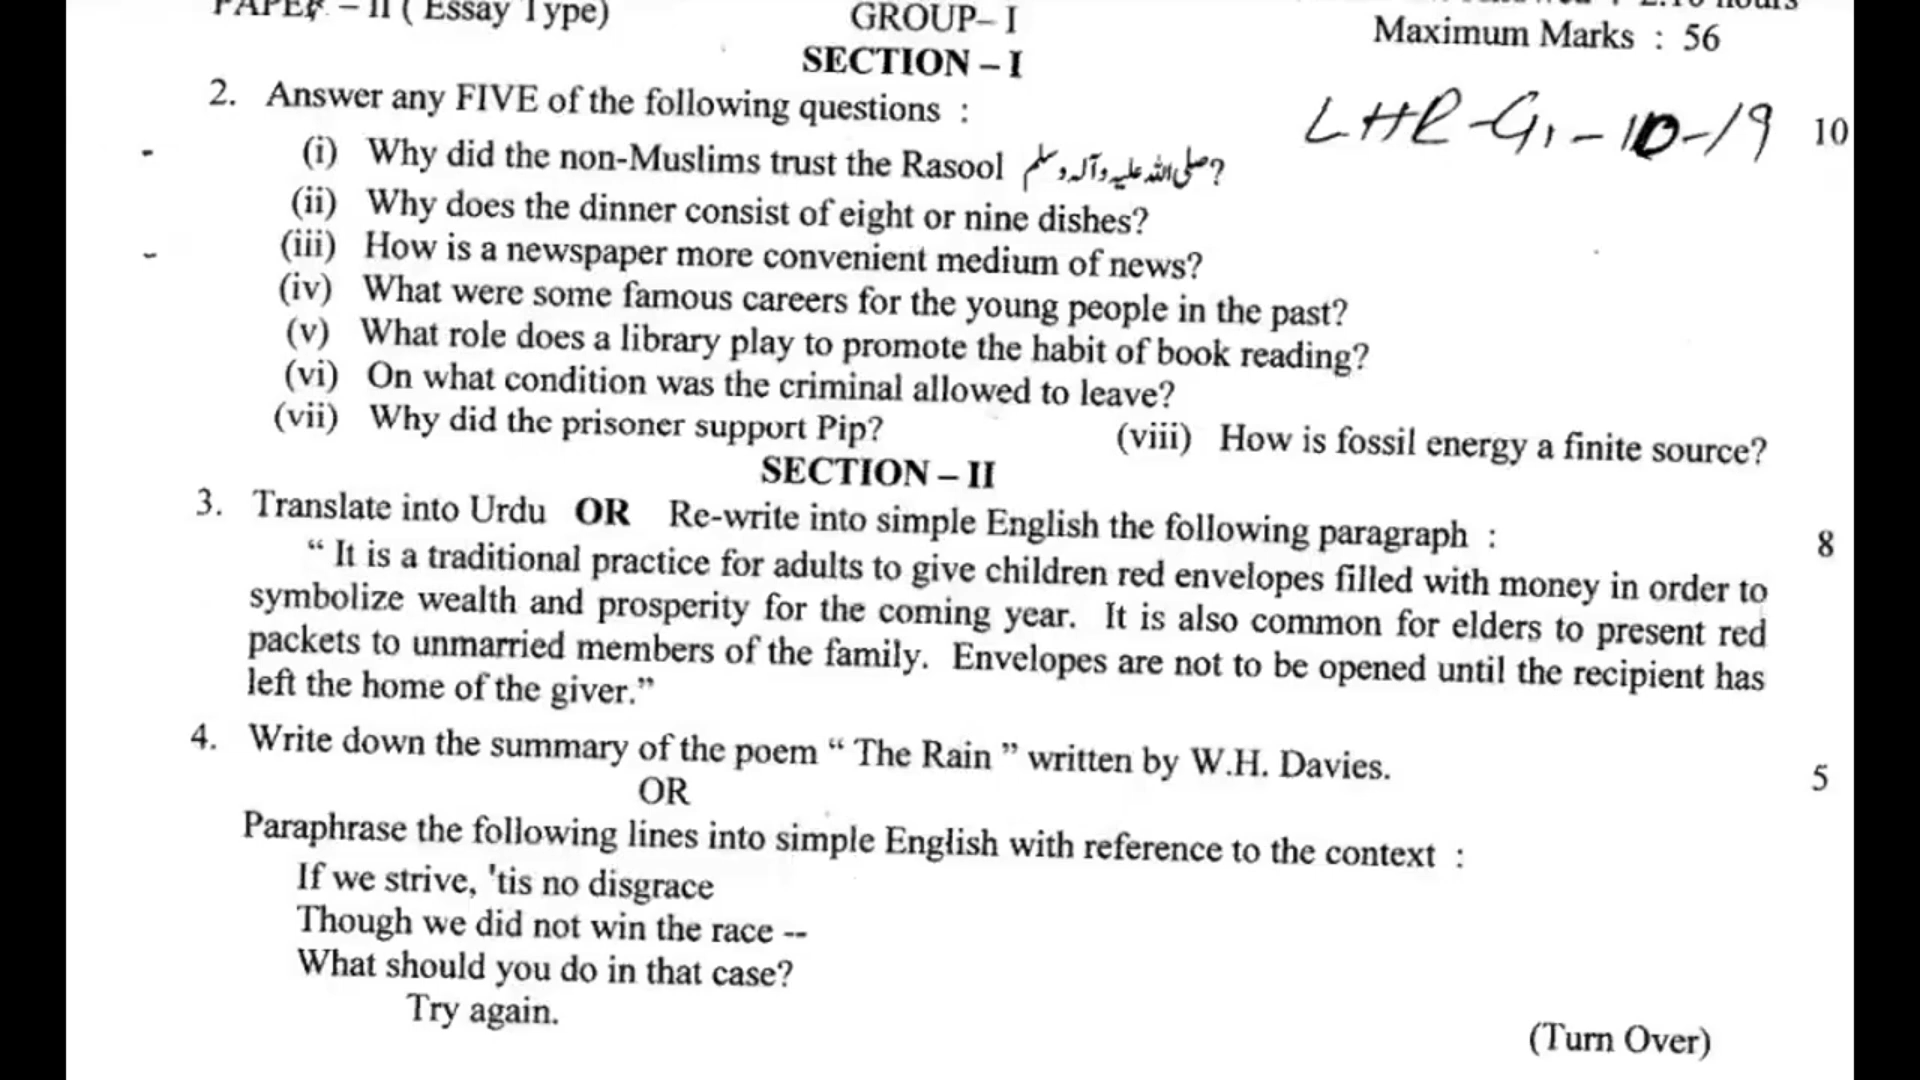 PAPER – II ( Essay Type)
GROUP– I
hours
Maximum Marks : 56
SECTION – I
2. Answer any FIVE of the following questions :
LHR-G1-10-19
10
(i) Why did the non-Muslims trust the Rasool صلی اللہ علیہ وآلہ وسلم?
(ii) Why does the dinner consist of eight or nine dishes?
(iii) How is a newspaper more convenient medium of news?
(iv) What were some famous careers for the young people in the past?
(v) What role does a library play to promote the habit of book reading?
(vi) On what condition was the criminal allowed to leave?
(vii) Why did the prisoner support Pip? (viii) How is fossil energy a finite source?
SECTION – II
3. Translate into Urdu OR Re-write into simple English the following paragraph : 8
“ It is a traditional practice for adults to give children red envelopes filled with money in order to
symbolize wealth and prosperity for the coming year. It is also common for elders to present red
packets to unmarried members of the family. Envelopes are not to be opened until the recipient has
left the home of the giver.”
4. Write down the summary of the poem “ The Rain ” written by W.H. Davies. 5
OR
Paraphrase the following lines into simple English with reference to the context :
If we strive, 'tis no disgrace
Though we did not win the race --
What should you do in that case?
Try again.
(Turn Over)